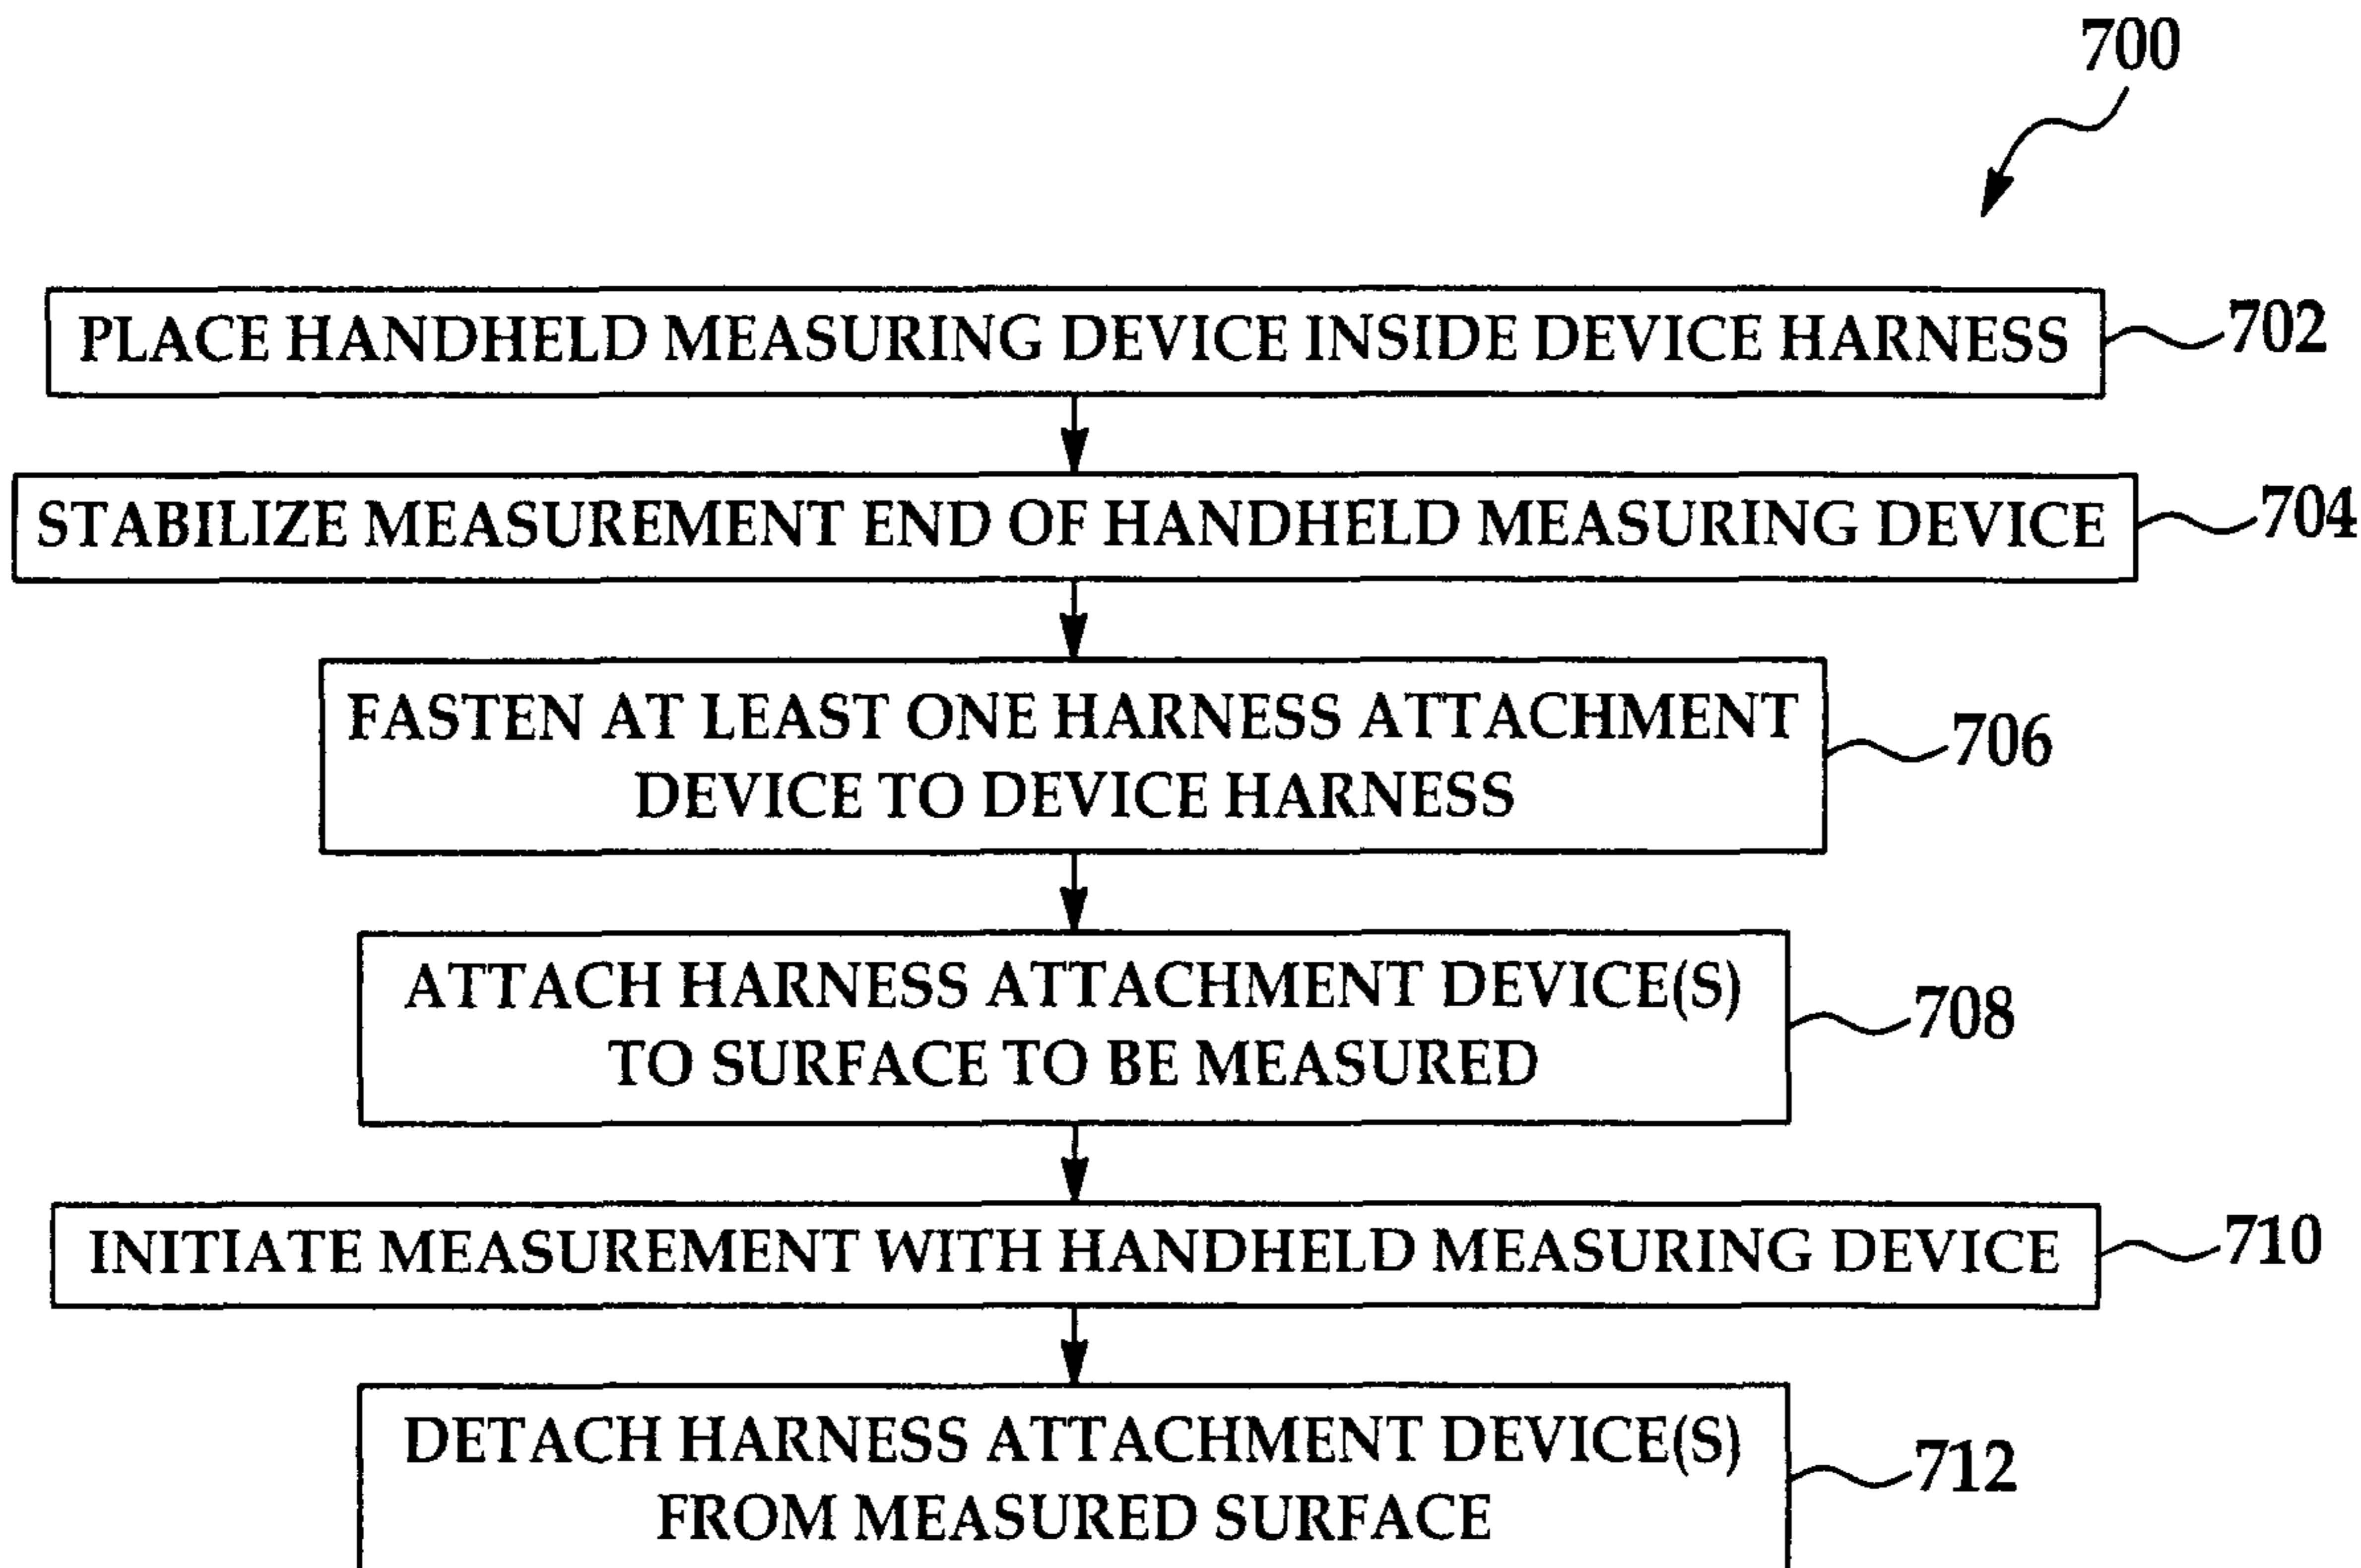 700
PLACE HANDHELD MEASURING DEVICE INSIDE DEVICE HARNESS
702
STABILIZE MEASUREMENT END OF HANDHELD MEASURING DEVICE
704
FASTEN AT LEAST ONE HARNESS ATTACHMENT
DEVICE TO DEVICE HARNESS
706
ATTACH HARNESS ATTACHMENT DEVICE(S)
TO SURFACE TO BE MEASURED
708
INITIATE MEASUREMENT WITH HANDHELD MEASURING DEVICE
710
DETACH HARNESS ATTACHMENT DEVICE(S)
FROM MEASURED SURFACE
712